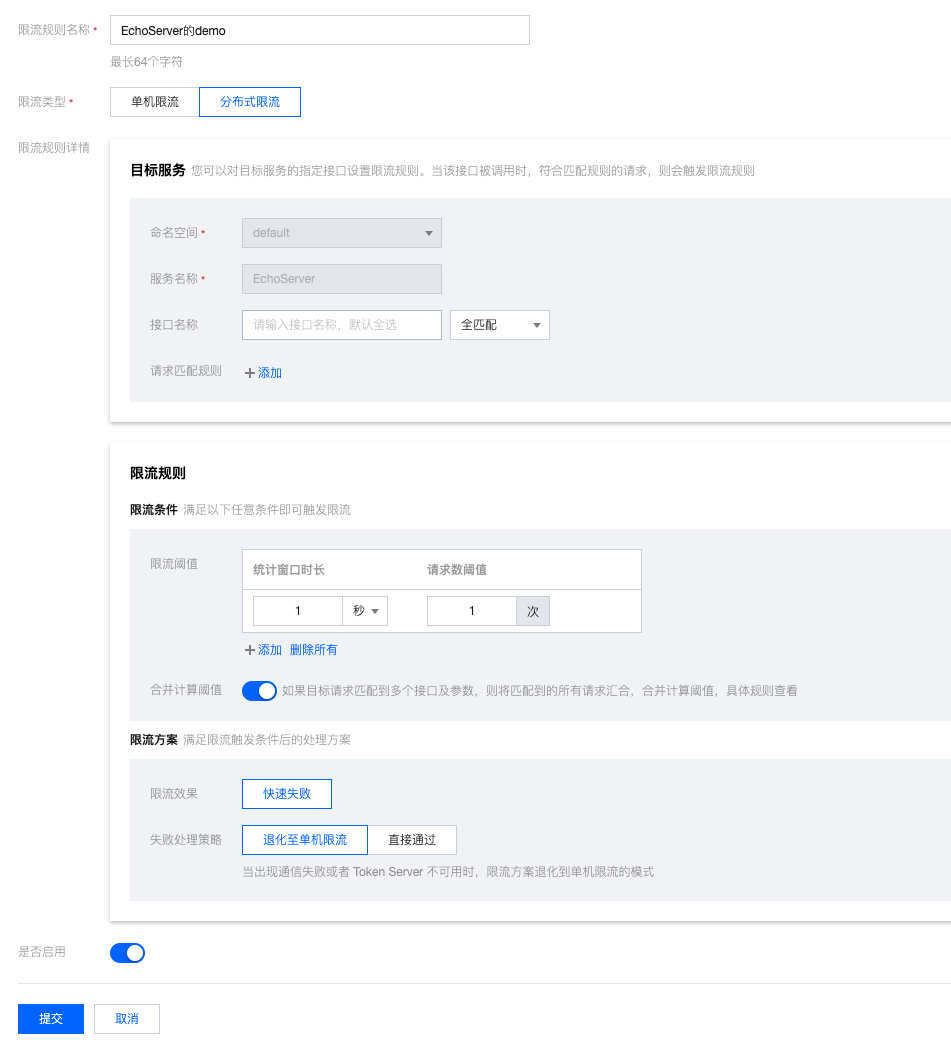 限流规则名称 * EchoServer的demo
最长64个字符
限流类型 * 单机限流 分布式限流
限流规则详情
目标服务 您可以对目标服务的指定接口设置限流规则。当该接口被调用时，符合匹配规则的请求，则会触发限流规则
命名空间 * default
服务名称 * EchoServer
接口名称 请输入接口名称，默认全选 全匹配
请求匹配规则 添加
限流规则
限流条件 满足以下任意条件即可触发限流
限流阈值 统计窗口时长 请求数阈值
1 秒 1 次
添加 删除所有
合并计算阈值 如果目标请求匹配到多个接口及参数，则将匹配到的所有请求汇合，合并计算阈值，具体规则查看
限流方案 满足限流触发条件后的处理方案
限流效果 快速失败
失败处理策略 退化至单机限流 直接通过
当出现通信失败或者 Token Server 不可用时，限流方案退化到单机限流的模式
是否启用
提交 取消